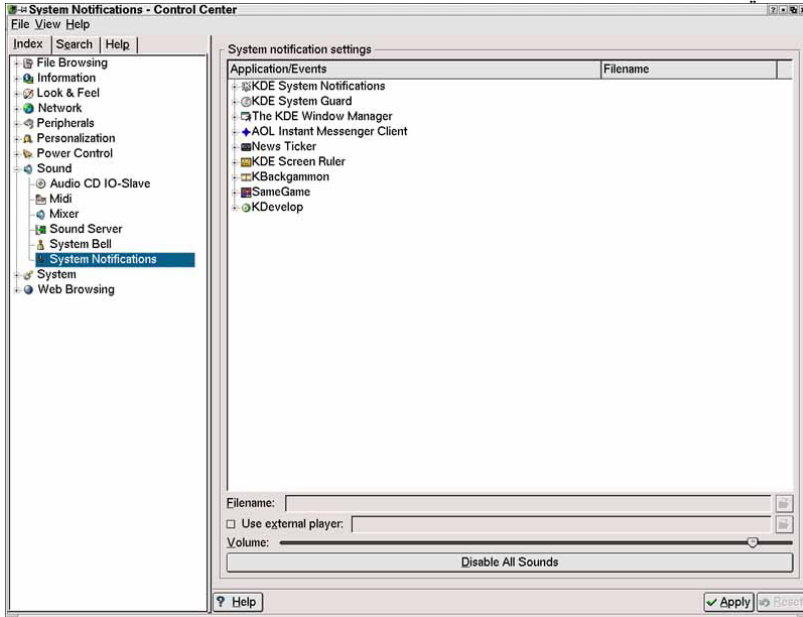 System Notifications - Control Center
File View Help
Index Search Help
File Browsing
Information
Look & Feel
Network
Peripherals
Personalization
Power Control
Sound
Audio CD IO-Slave
Midi
Mixer
Sound Server
System Bell
System Notifications
System
Web Browsing
System notification settings
Application/Events Filename
KDE System Notifications
KDE System Guard
The KDE Window Manager
AOL Instant Messenger Client
News Ticker
KDE Screen Ruler
KBackgammon
SameGame
KDevelop
Filename:
Use external player:
Volume:
Disable All Sounds
? Help
Apply Reset